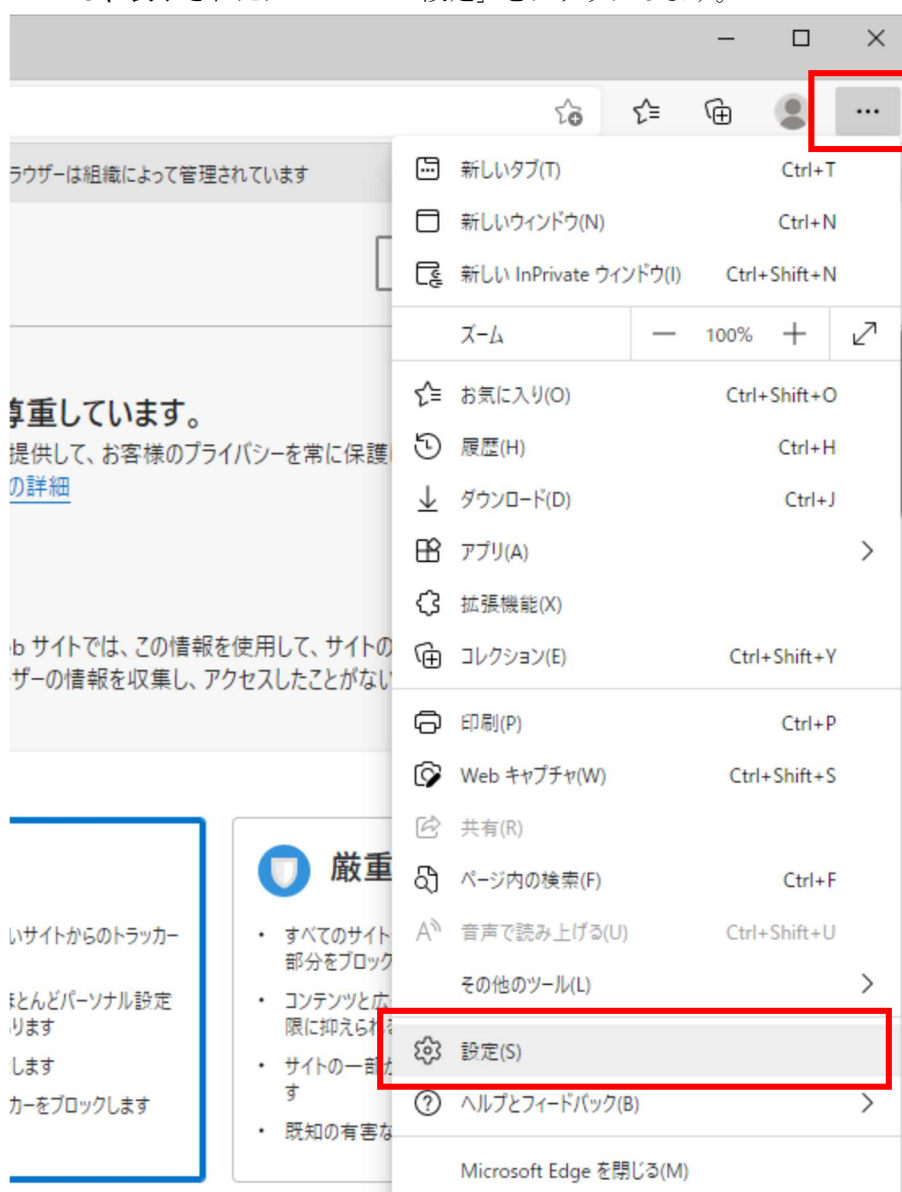 設定」をクリックします。
ラウザーは組織によって管理されています
尊重しています。
提供して、お客様のプライバシーを常に保護
の詳細
b サイトでは、この情報を使用して、サイトの
ザーの情報を収集し、アクセスしたことがない
いサイトからのトラッカー
ほとんどパーソナル設定
ります
します
カーをブロックします
厳重
• すべてのサイト
部分をブロック
• コンテンツと広
限に抑えられ
• サイトの一部が
す
• 既知の有害な
新しいタブ(T) Ctrl+T
新しいウィンドウ(N) Ctrl+N
新しい InPrivate ウィンドウ(I) Ctrl+Shift+N
ズーム — 100% +
お気に入り(O) Ctrl+Shift+O
履歴(H) Ctrl+H
ダウンロード(D) Ctrl+J
アプリ(A)
拡張機能(X)
コレクション(E) Ctrl+Shift+Y
印刷(P) Ctrl+P
Web キャプチャ(W) Ctrl+Shift+S
共有(R)
ページ内の検索(F) Ctrl+F
音声で読み上げる(U) Ctrl+Shift+U
その他のツール(L)
設定(S)
ヘルプとフィードバック(B)
Microsoft Edge を閉じる(M)